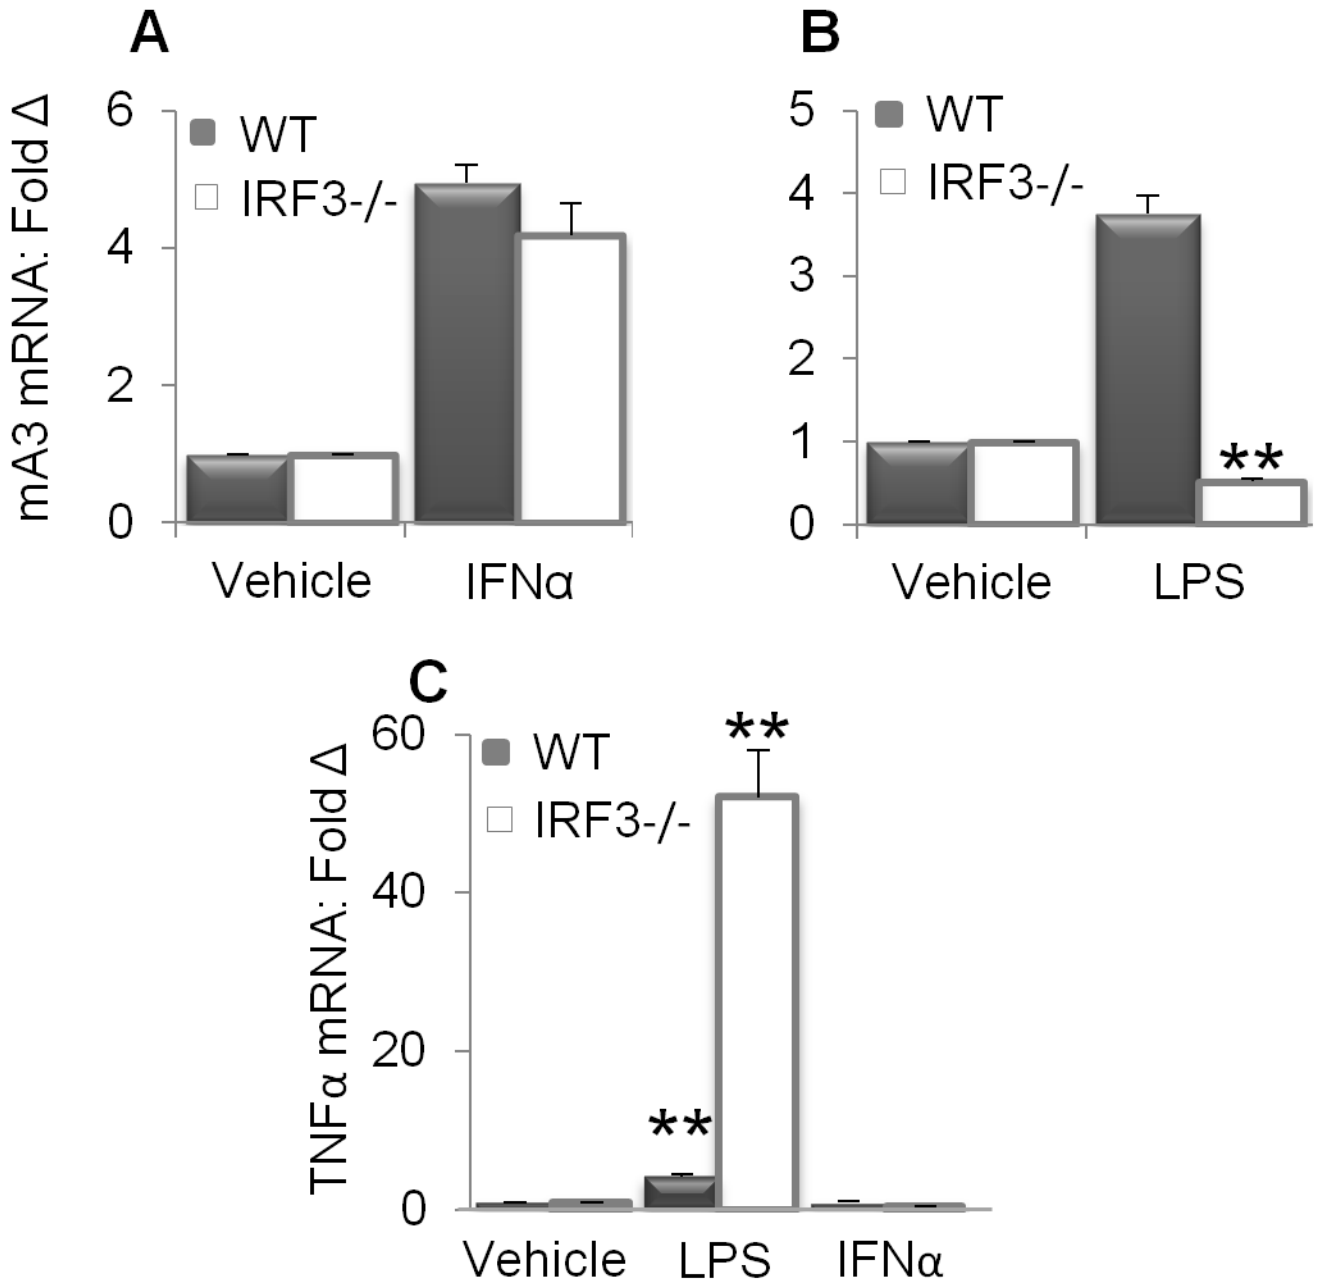 A
mA3 mRNA: Fold Δ
6
4
2
0
WT
IRF3-/-
Vehicle
IFNα
B
5
4
3
2
1
0
WT
IRF3-/-
**
Vehicle
LPS
C
TNFα mRNA: Fold Δ
60
40
20
0
WT
IRF3-/-
**
**
Vehicle
LPS
IFNα